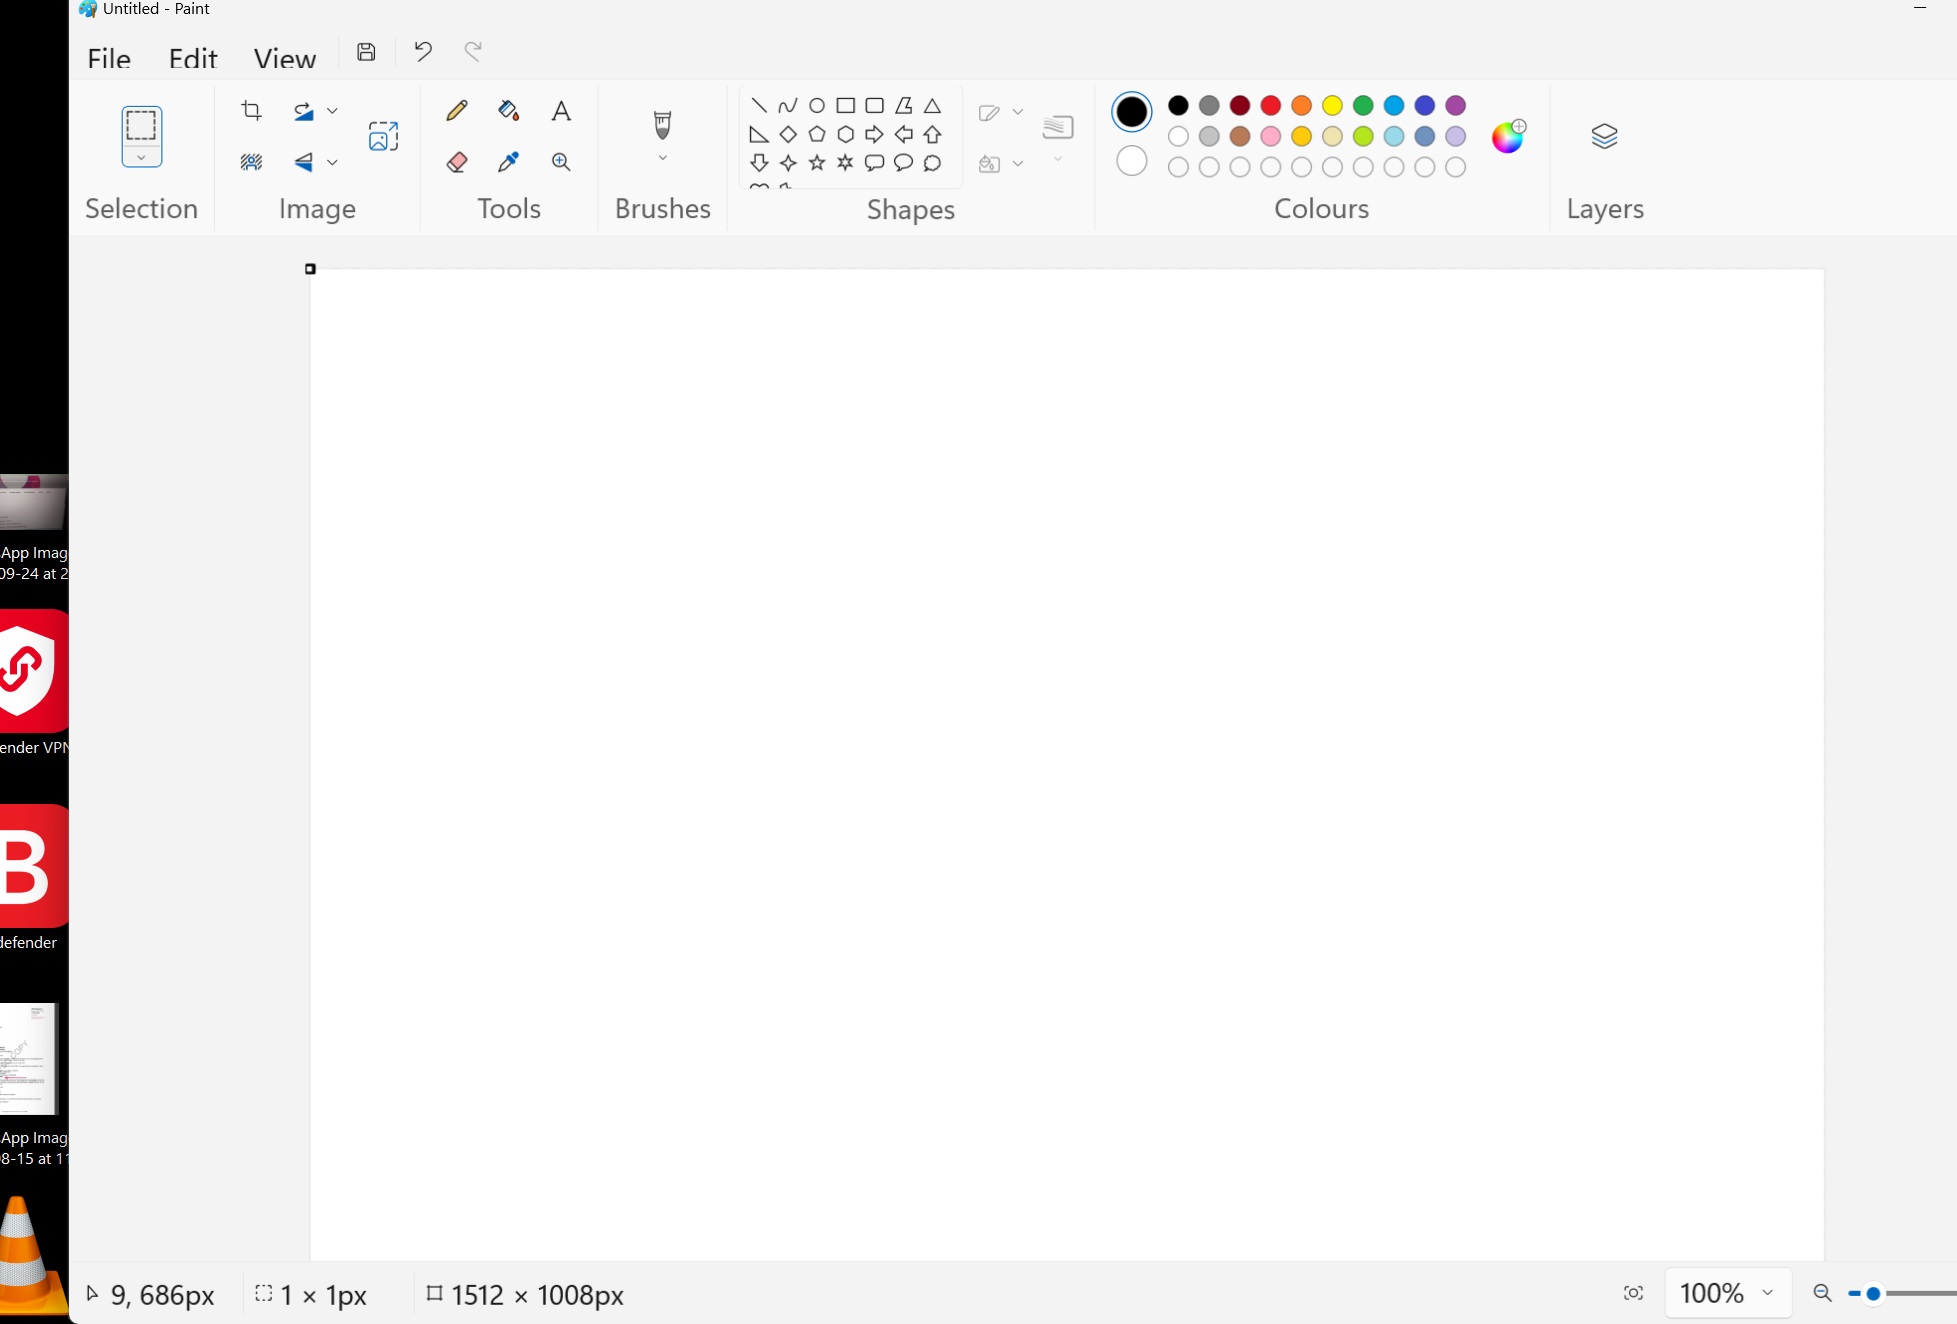 Untitled - Paint
File Edit View
Selection Image Tools Brushes Shapes Colours Layers
App Imag
09-24 at 2
ender VPN
B
defender
App Imag
8-15 at 11
9, 686px 1 × 1px 1512 × 1008px 100%